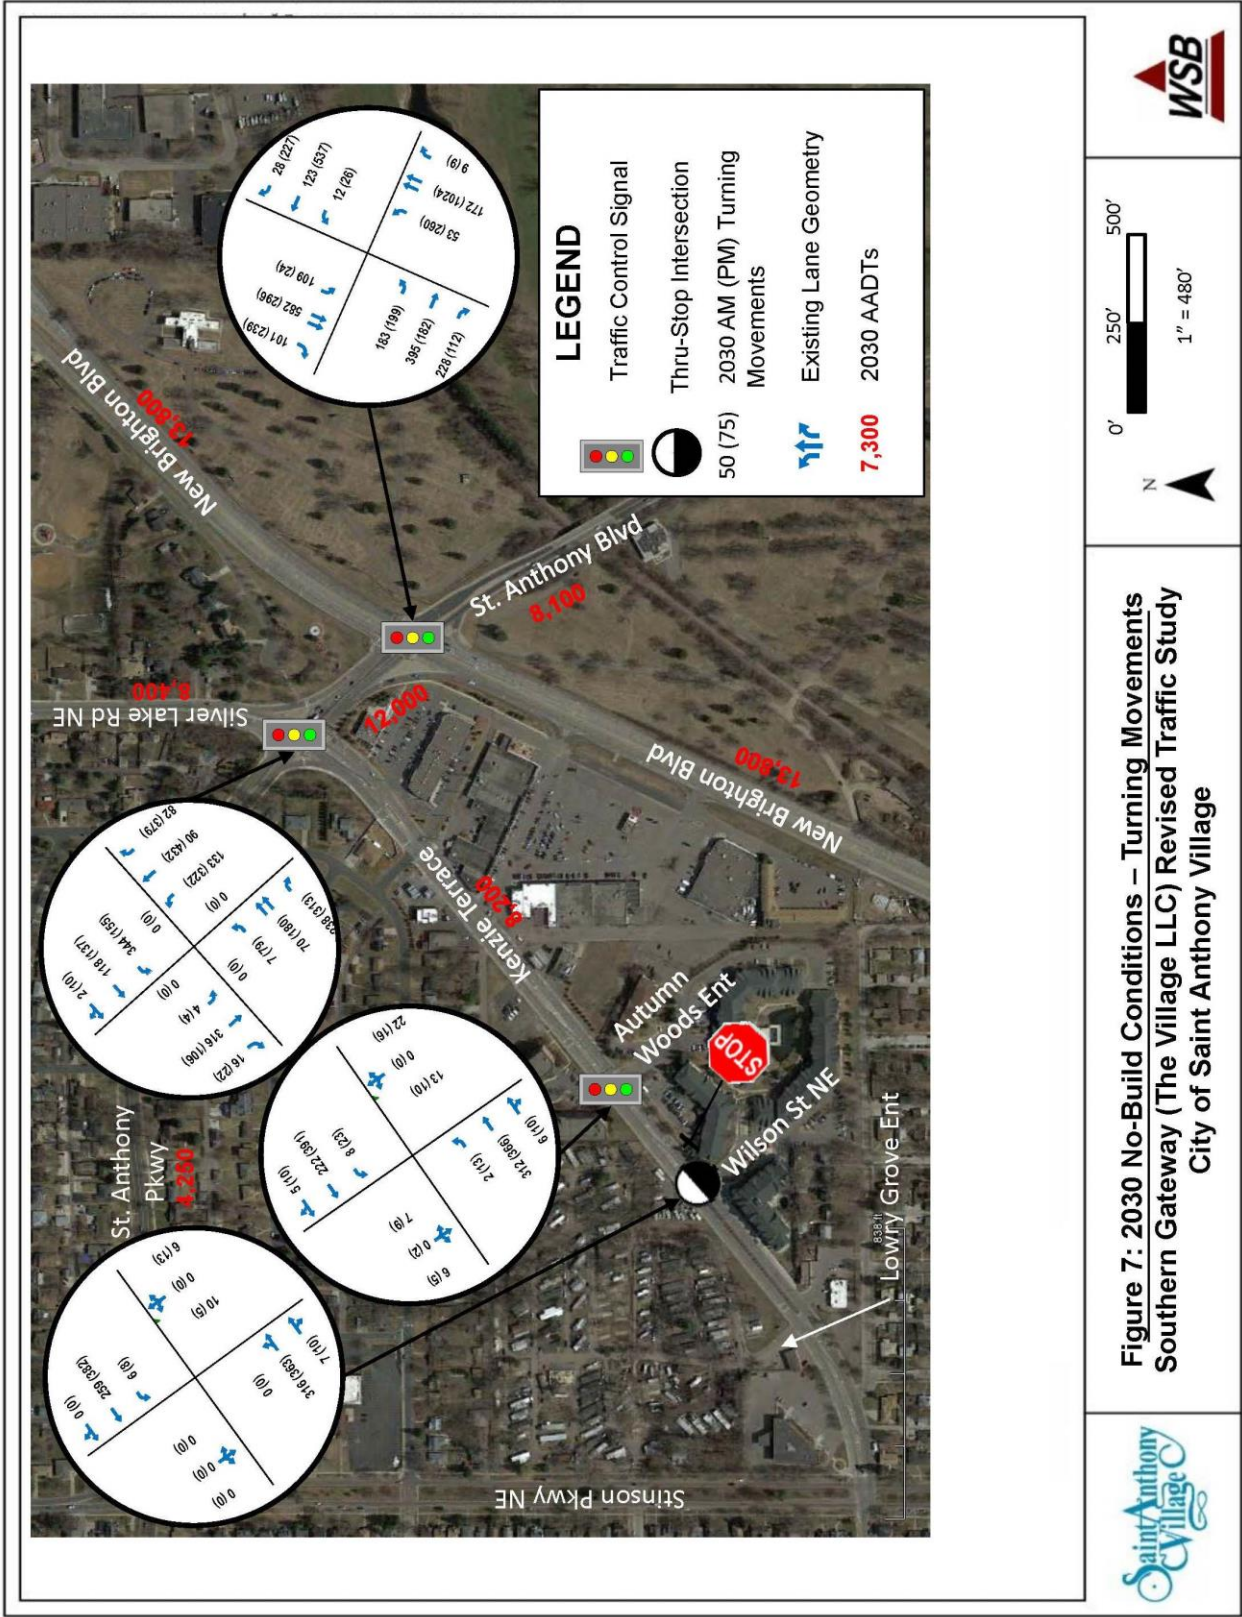 28 (227)
123 (537)
12 (26)
9 (9)
172 (1024)
53 (260)
109 (24)
582 (296)
101 (239)
183 (199)
395 (182)
228 (112)
New Brighton Blvd
13,800
Silver Lake Rd NE
8,400
12,000
St. Anthony Blvd
8,100
New Brighton Blvd
13,800
82 (379)
90 (432)
133 (322)
0 (0)
0 (0)
344 (155)
118 (137)
2 (10)
70 (180)
7 (79)
0 (0)
0 (0)
4 (4)
316 (106)
16 (22)
Kenzie Terrace
8,200
St. Anthony
Pkwy
4,250
22 (16)
0 (0)
13 (10)
8 (23)
222 (391)
5 (10)
6 (10)
312 (366)
2 (13)
7 (9)
0 (2)
6 (5)
Autumn
Woods Ent
STOP
Wilson St NE
6 (13)
0 (0)
10 (5)
6 (8)
259 (382)
0 (0)
7 (10)
316 (363)
0 (0)
0 (0)
0 (0)
0 (0)
838 ft
Lowry Grove Ent
Stinson Pkwy NE
LEGEND
Traffic Control Signal
Thru-Stop Intersection
50 (75) 2030 AM (PM) Turning
Movements
Existing Lane Geometry
7,300 2030 AADTs
Saint Anthony
Village
Figure 7: 2030 No-Build Conditions – Turning Movements
Southern Gateway (The Village LLC) Revised Traffic Study
City of Saint Anthony Village
N
0' 250' 500'
1" = 480'
WSB